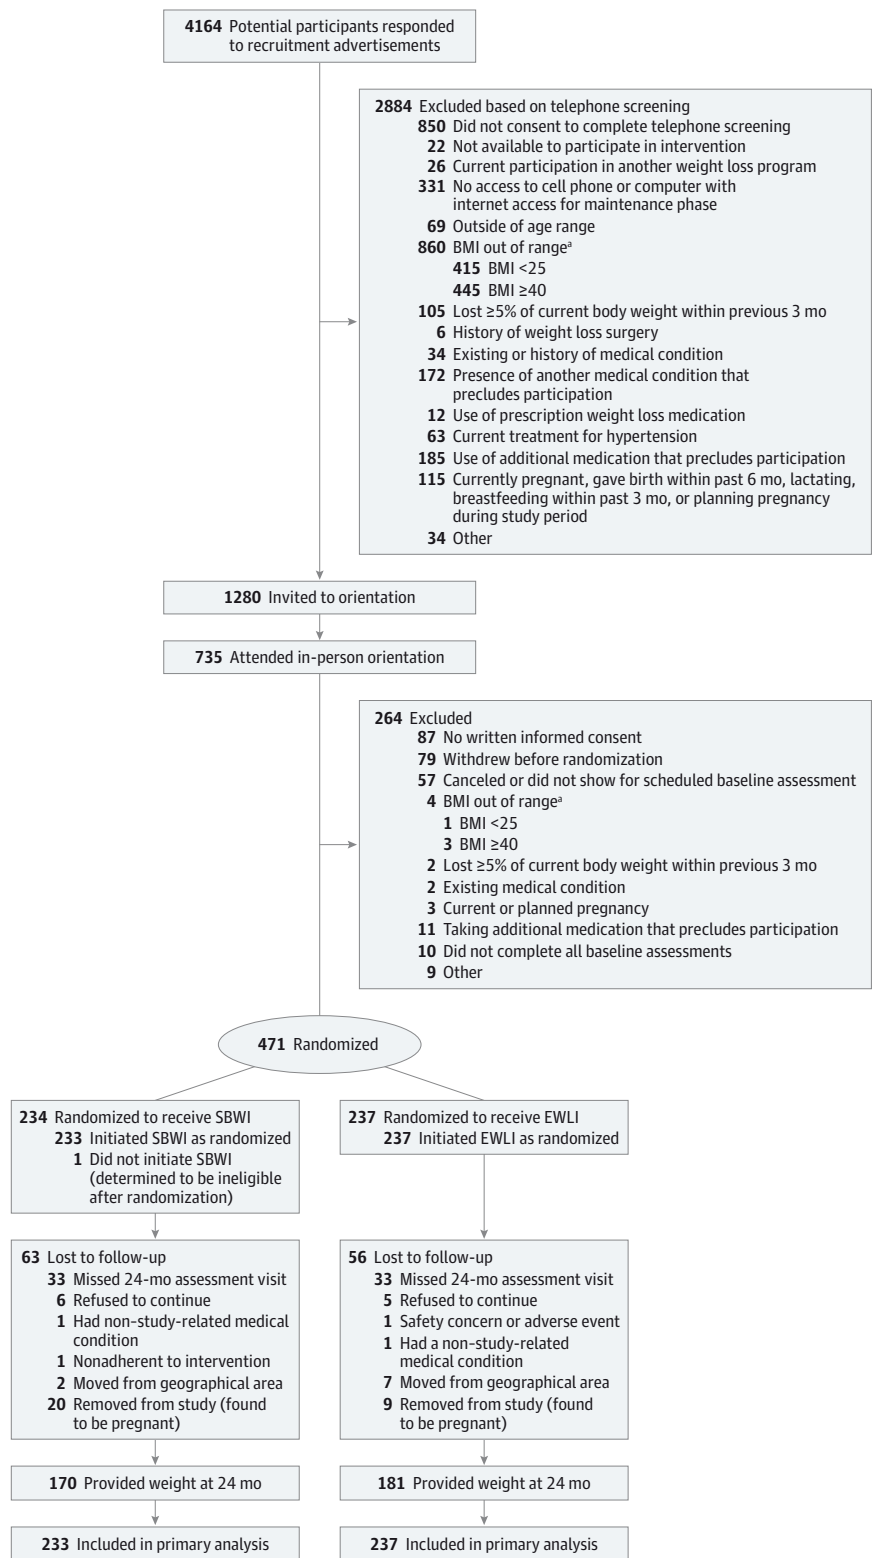 4164 Potential participants responded
to recruitment advertisements
2884 Excluded based on telephone screening
850 Did not consent to complete telephone screening
22 Not available to participate in intervention
26 Current participation in another weight loss program
331 No access to cell phone or computer with
internet access for maintenance phase
69 Outside of age range
860 BMI out of rangeᵃ
415 BMI <25
445 BMI ≥40
105 Lost ≥5% of current body weight within previous 3 mo
6 History of weight loss surgery
34 Existing or history of medical condition
172 Presence of another medical condition that
precludes participation
12 Use of prescription weight loss medication
63 Current treatment for hypertension
185 Use of additional medication that precludes participation
115 Currently pregnant, gave birth within past 6 mo, lactating,
breastfeeding within past 3 mo, or planning pregnancy
during study period
34 Other
1280 Invited to orientation
735 Attended in-person orientation
264 Excluded
87 No written informed consent
79 Withdrew before randomization
57 Canceled or did not show for scheduled baseline assessment
4 BMI out of rangeᵃ
1 BMI <25
3 BMI ≥40
2 Lost ≥5% of current body weight within previous 3 mo
2 Existing medical condition
3 Current or planned pregnancy
11 Taking additional medication that precludes participation
10 Did not complete all baseline assessments
9 Other
471 Randomized
234 Randomized to receive SBWI
233 Initiated SBWI as randomized
1 Did not initiate SBWI
(determined to be ineligible
after randomization)
237 Randomized to receive EWLI
237 Initiated EWLI as randomized
63 Lost to follow-up
33 Missed 24-mo assessment visit
6 Refused to continue
1 Had non-study-related medical
condition
1 Nonadherent to intervention
2 Moved from geographical area
20 Removed from study (found
to be pregnant)
56 Lost to follow-up
33 Missed 24-mo assessment visit
5 Refused to continue
1 Safety concern or adverse event
1 Had a non-study-related
medical condition
7 Moved from geographical area
9 Removed from study (found
to be pregnant)
170 Provided weight at 24 mo
181 Provided weight at 24 mo
233 Included in primary analysis
237 Included in primary analysis